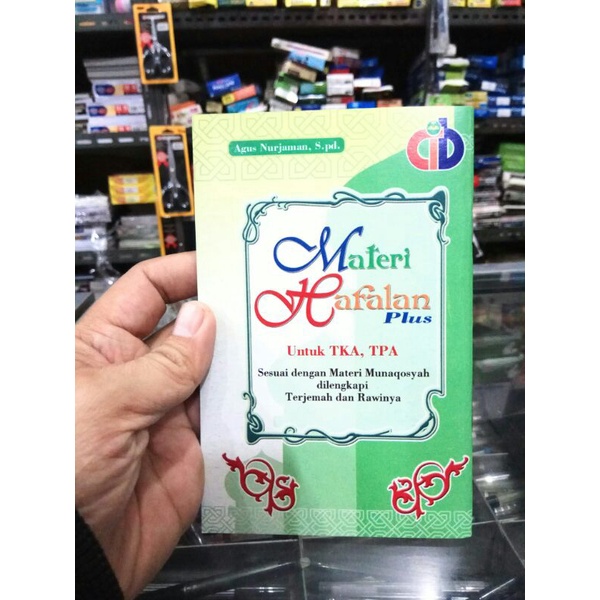 Agus Nurjaman, S.pd.
Materi
Hafalan
Plus
Untuk TKA, TPA
Sesuai dengan Materi Munaqosyah
dilengkapi
Terjemah dan Rawinya